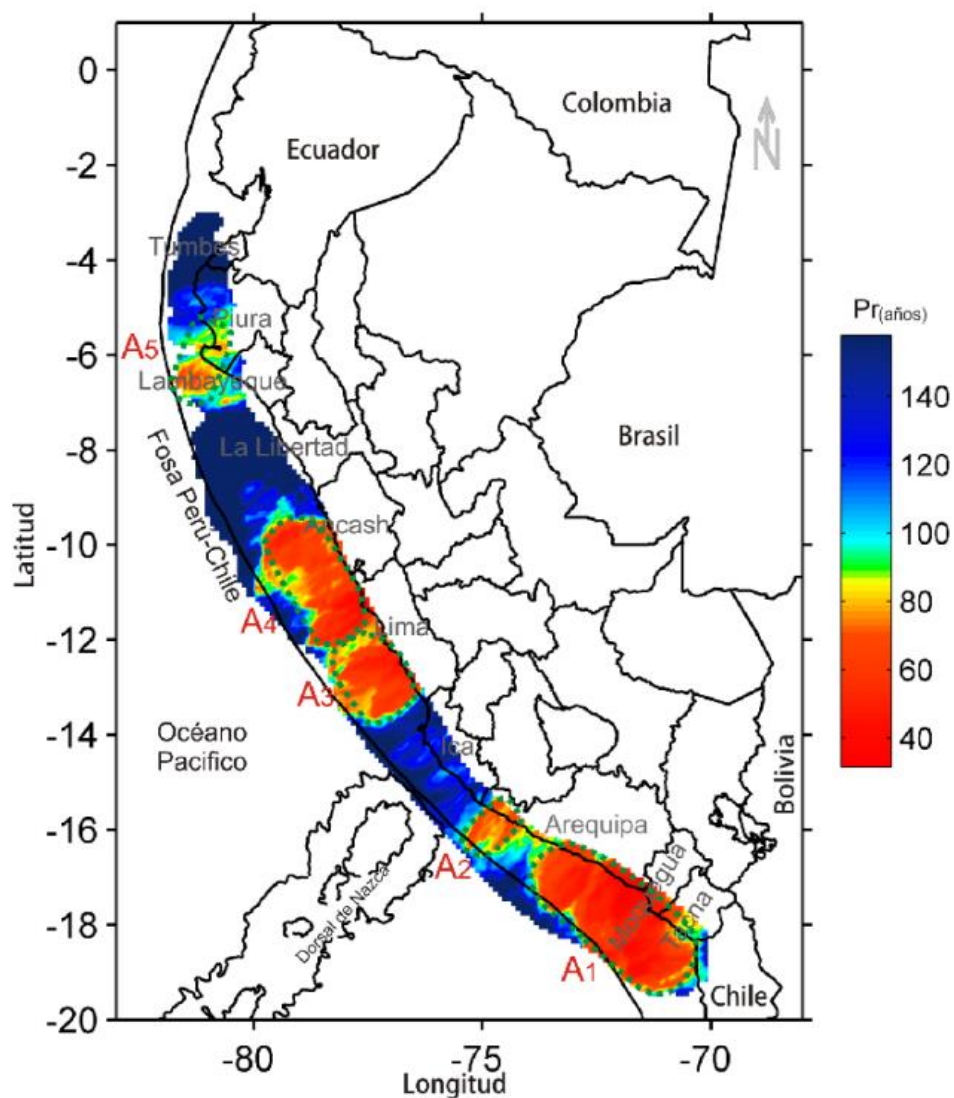 0
-2
-4
-6
-8
-10
-12
-14
-16
-18
-20
Latitud
-80
-75
-70
Longitud
Colombia
Ecuador
N
Tumbes
Piura
A5
Lambayeque
La Libertad
Brasil
Fosa Peru-Chile
Ancash
A4
Lima
A3
Océano
Pacifico
Ica
Bolivia
Arequipa
A2
Moquegua
Tacna
Dorsal de Nazca
A1
Chile
Pr(años)
140
120
100
80
60
40